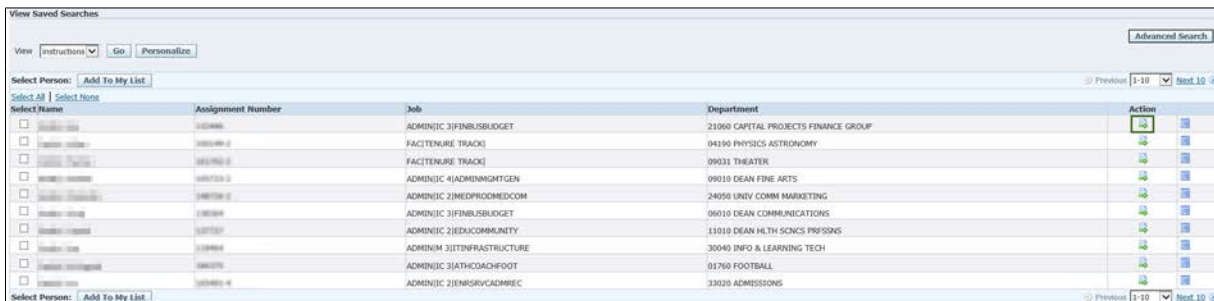 View Saved Searches
Advanced Search
View instructions Go Personalize
Select Person: Add To My List Previous 1-10 Next 10
Select All | Select None
Select Name Assignment Number Job Department Action
ADMIN|IC 3|FINBUSBUDGET 21060 CAPITAL PROJECTS FINANCE GROUP
FAC|TENURE TRACK| 04190 PHYSICS ASTRONOMY
FAC|TENURE TRACK| 09031 THEATER
ADMIN|IC 4|ADMINMGMTGEN 09010 DEAN FINE ARTS
ADMIN|IC 2|MEDPRODMEDCOM 24050 UNIV COMM MARKETING
ADMIN|IC 3|FINBUSBUDGET 06010 DEAN COMMUNICATIONS
ADMIN|IC 2|EDUCOMMUNITY 11010 DEAN HLTH SCNCS PRFSSNS
ADMIN|M 3|ITINFRASTRUCTURE 30040 INFO & LEARNING TECH
ADMIN|IC 3|ATHCOACHFOOT 01760 FOOTBALL
ADMIN|IC 2|ENRSRVCADMREC 33020 ADMISSIONS
Select Person: Add To My List Previous 1-10 Next 10